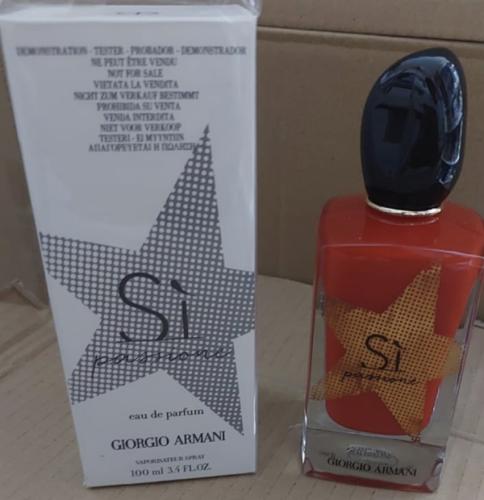 DEMONSTRATION - TESTER - PROBADOR - DEMONSTRADOR
NE PEUT ÊTRE VENDU
NOT FOR SALE
VIETATA LA VENDITA
NICHT ZUM VERKAUF BESTIMMT
PROHIBIDA SU VENTA
VENDA INTERDITA
NIET VOOR VERKOOP
TESTERI - EI MYYNTIIN
ΑΠΑΓΟΡΕΥΕΤΑΙ Η ΠΩΛΗΣΗ
Sì
passione
eau de parfum
GIORGIO ARMANI
VAPORISATEUR SPRAY
100 ml 3.4 FL.OZ.
Sì
passione
GIORGIO ARMANI